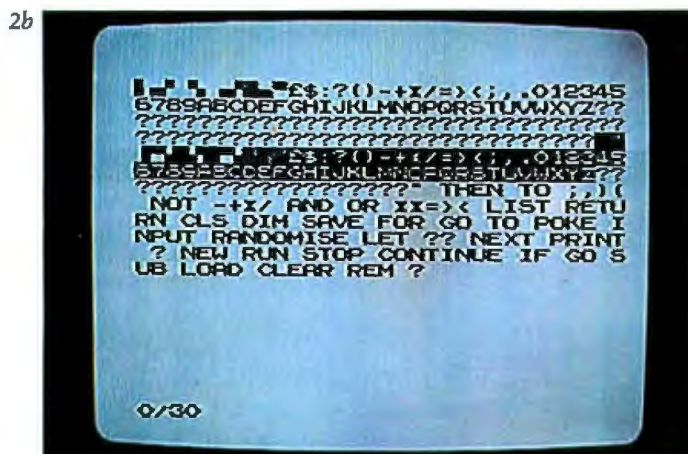 2b
£$:?()-+x/=><;,.012345
6789ABCDEFGHIJKLMNOPQRSTUVWXYZ??
????????????????????????????????
??????????????????????????????
£$:?()-+x/=><;,.012345
6789ABCDEFGHIJKLMNOPQRSTUVWXYZ??
??????????????????" THEN TO ;,)(
NOT -+x/ AND OR xx=>< LIST RETU
RN CLS DIM SAVE FOR GO TO POKE I
NPUT RANDOMISE LET ?? NEXT PRINT
? NEW RUN STOP CONTINUE IF GO S
UB LOAD CLEAR REM ?
0/30